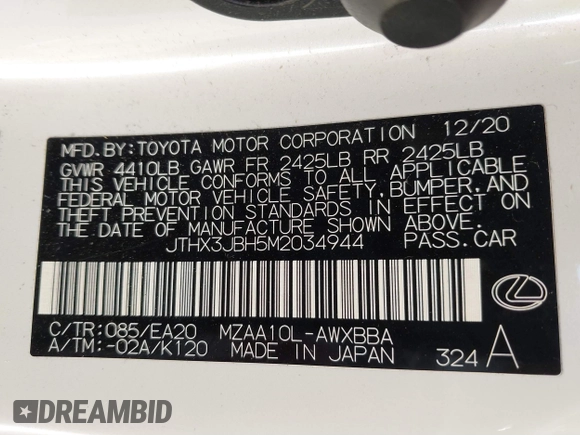 MFD. BY:TOYOTA MOTOR CORPORATION 12/20
GVWR 4410LB GAWR FR 2425LB RR 2425LB
THIS VEHICLE CONFORMS TO ALL APPLICABLE
FEDERAL MOTOR VEHICLE SAFETY,BUMPER,AND
THEFT PREVENTION STANDARDS IN EFFECT ON
THE DATE OF MANUFACTURE SHOWN ABOVE.
JTHX3JBH5M2034944 PASS.CAR
C/TR:085/EA20 MZAA10L-AWXBBA
A/TM:-02A/K120 MADE IN JAPAN 324 A
DREAMBID